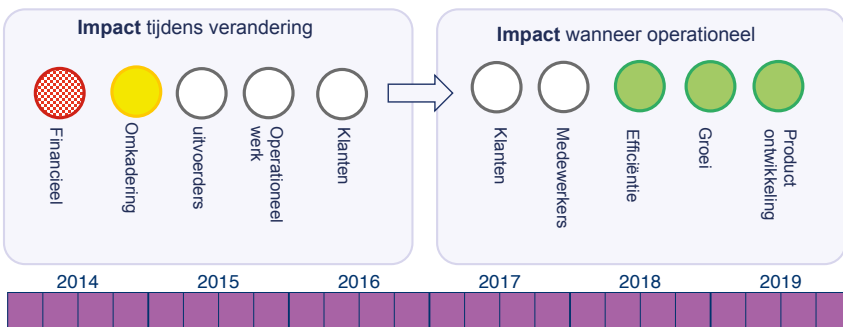 Impact tijdens verandering
Financieel
Omkadering
uitvoerders
Operationeel
werk
Klanten
Impact wanneer operationeel
Klanten
Medewerkers
Efficiëntie
Groei
Product
ontwikkeling
2014 2015 2016 2017 2018 2019